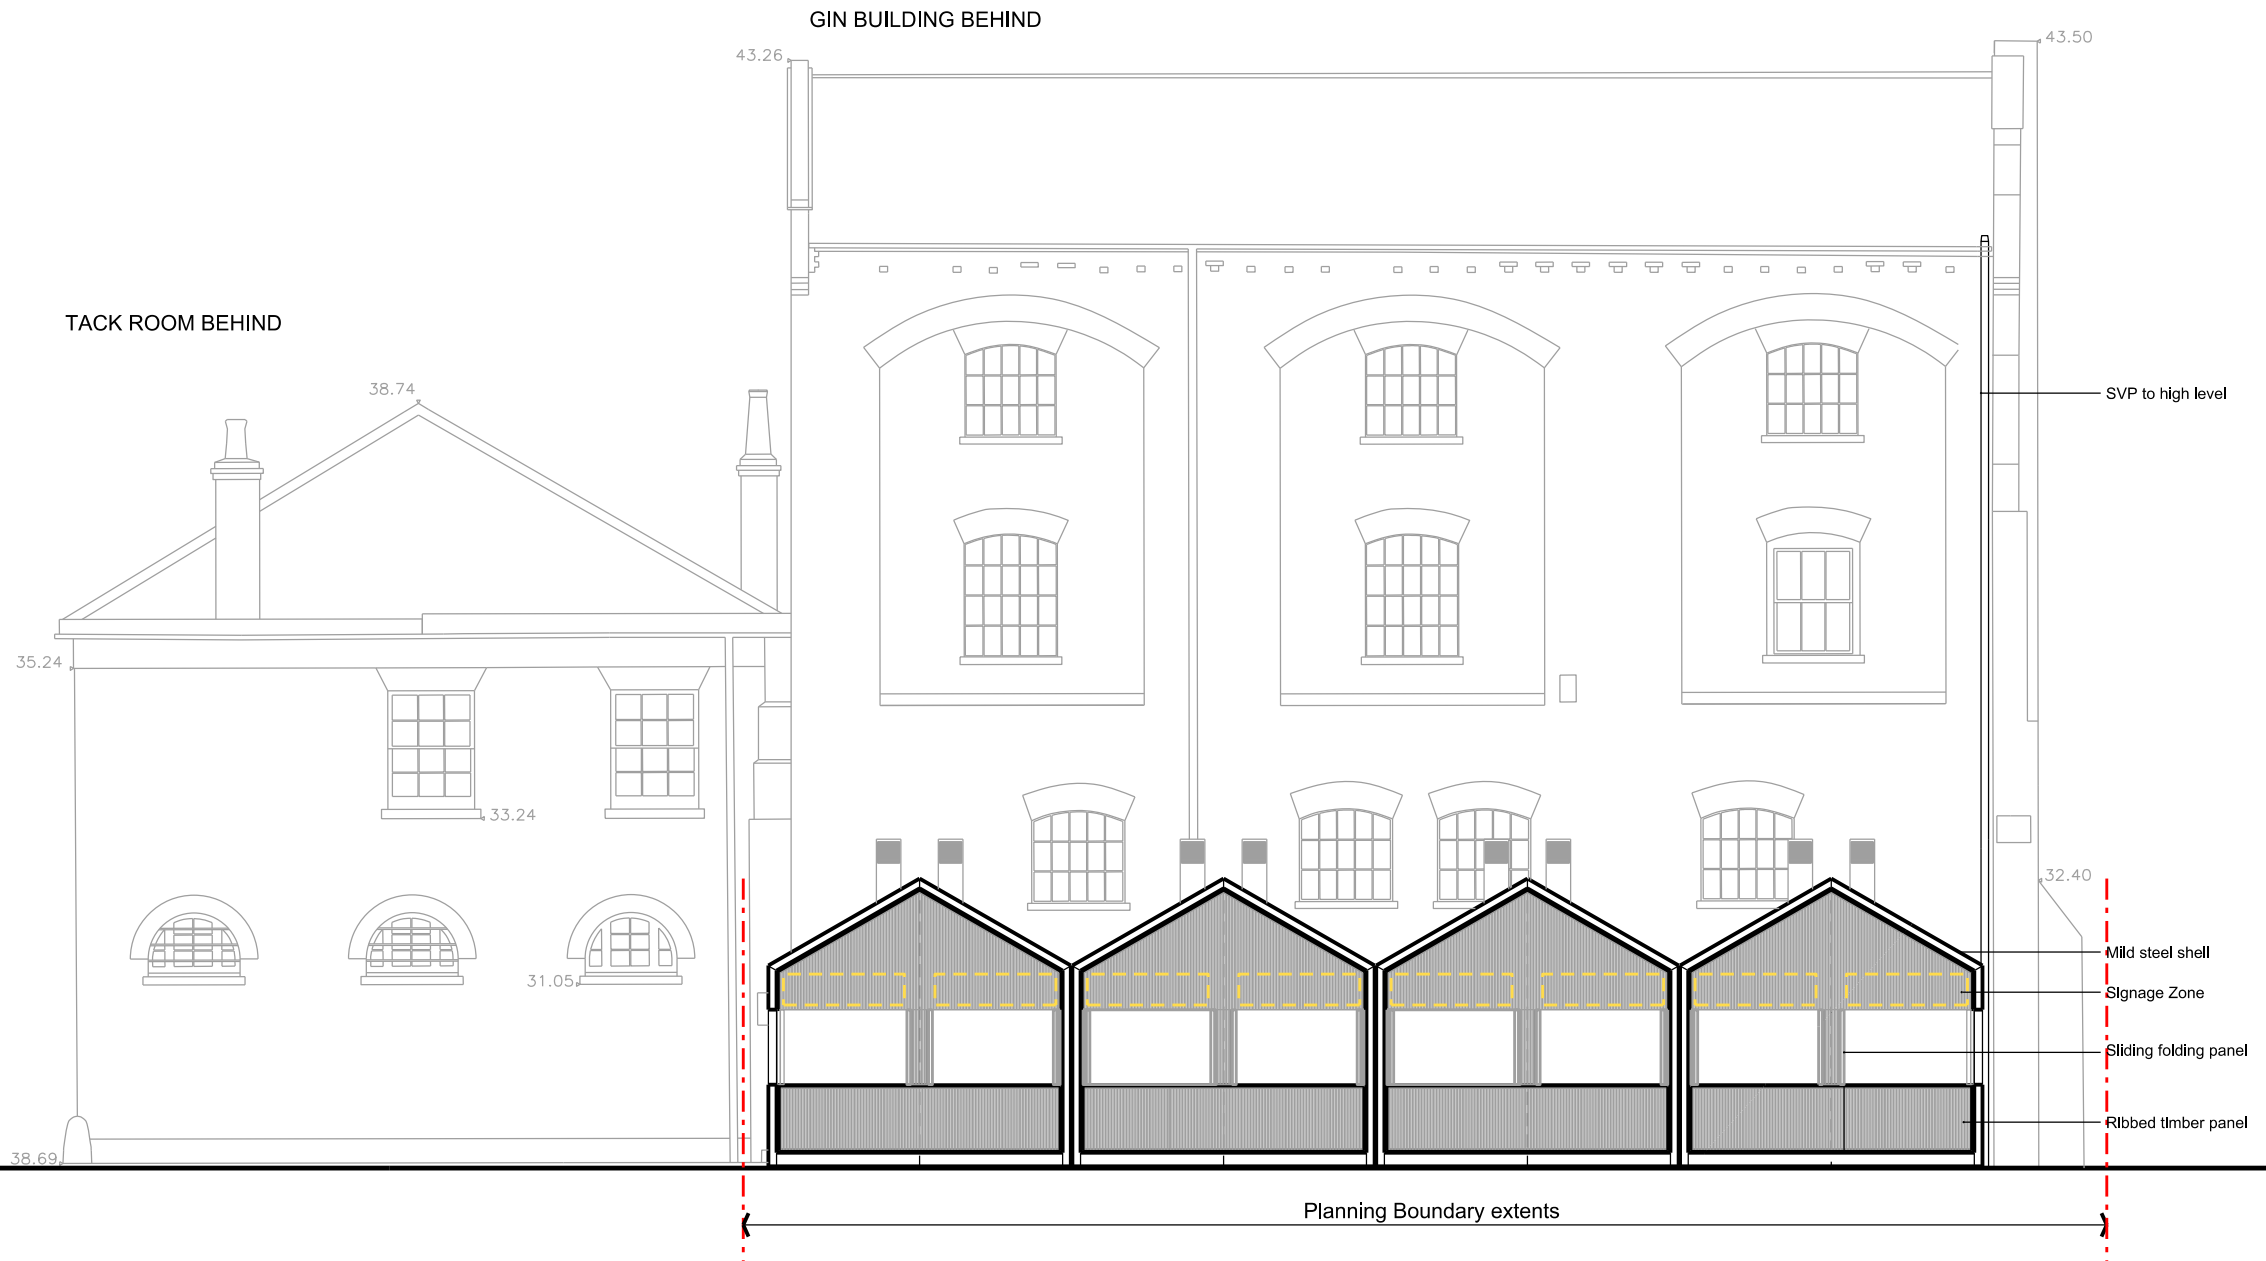 GIN BUILDING BEHIND
43.26
43.50
TACK ROOM BEHIND
38.74
SVP to high level
35.24
33.24
32.40
31.05
Mild steel shell
Signage Zone
Sliding folding panel
Ribbed timber panel
38.69
Planning Boundary extents